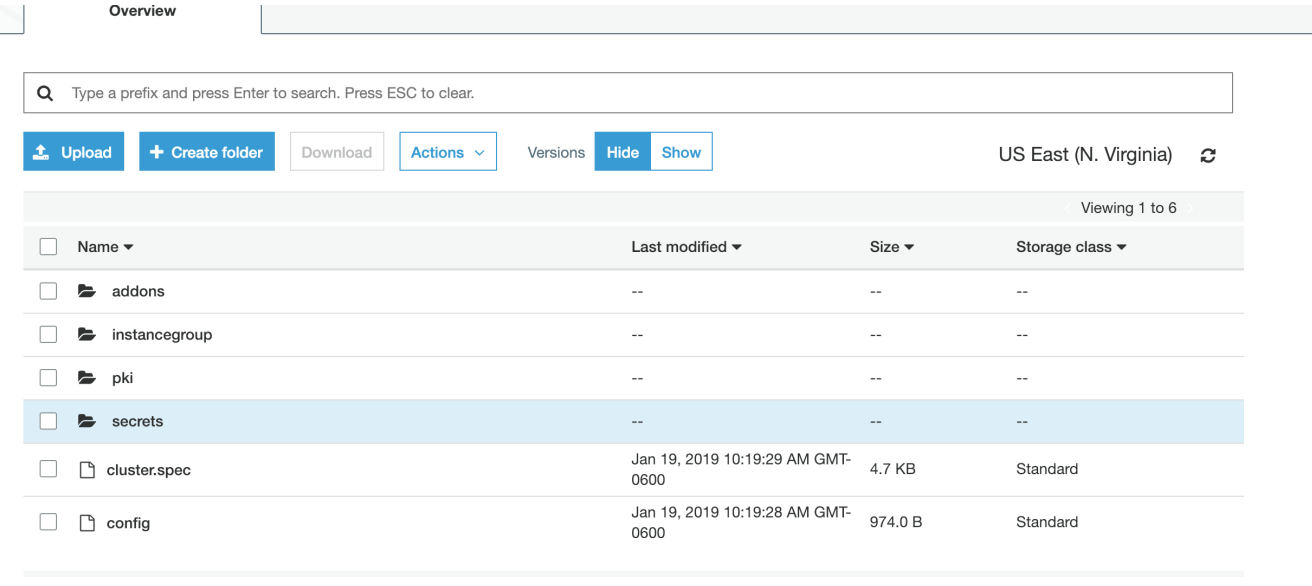 Overview
Type a prefix and press Enter to search. Press ESC to clear.
Upload Create folder Download Actions Versions Hide Show US East (N. Virginia)
Viewing 1 to 6
Name Last modified Size Storage class
addons -- -- --
instancegroup -- -- --
pki -- -- --
secrets -- -- --
cluster.spec Jan 19, 2019 10:19:29 AM GMT- 4.7 KB Standard
0600
config Jan 19, 2019 10:19:28 AM GMT- 974.0 B Standard
0600